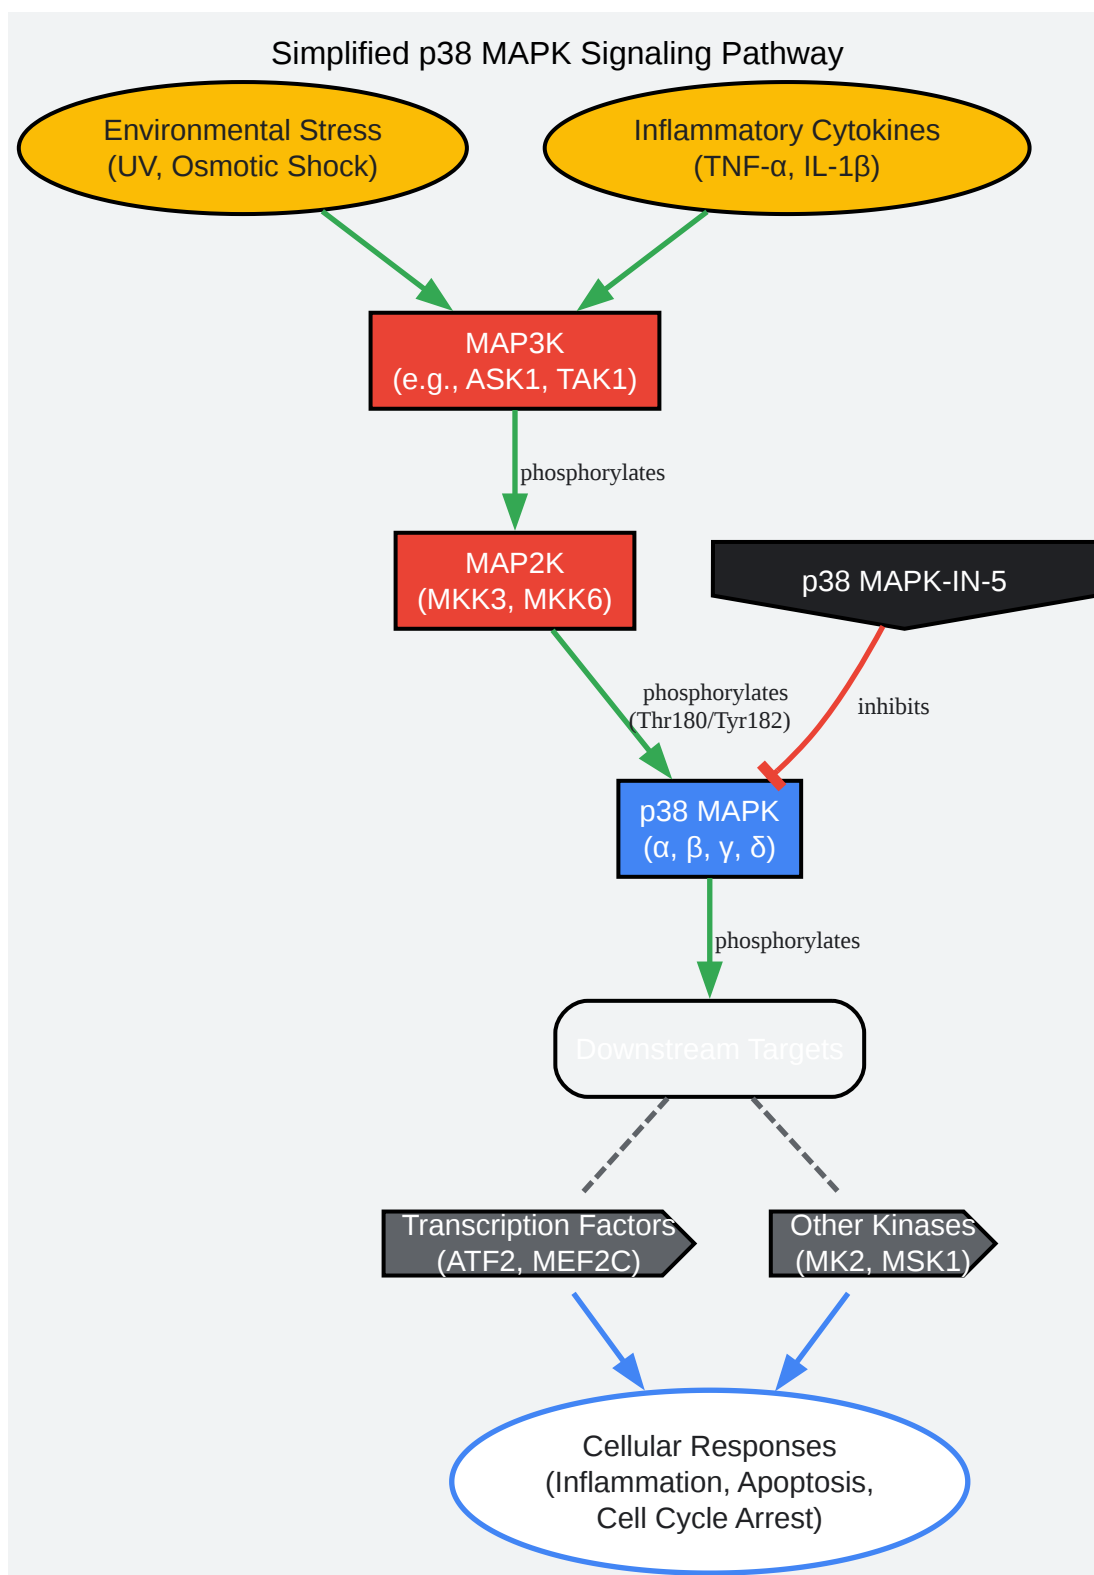 Simplified p38 MAPK Signaling Pathway
Environmental Stress
(UV, Osmotic Shock)
Inflammatory Cytokines
(TNF-α, IL-1β)
MAP3K
(e.g., ASK1, TAK1)
phosphorylates
MAP2K
(MKK3, MKK6)
p38 MAPK-IN-5
phosphorylates
(Thr180/Tyr182)
inhibits
p38 MAPK
(α, β, γ, δ)
phosphorylates
Downstream Targets
Transcription Factors
(ATF2, MEF2C)
Other Kinases
(MK2, MSK1)
Cellular Responses
(Inflammation, Apoptosis,
Cell Cycle Arrest)